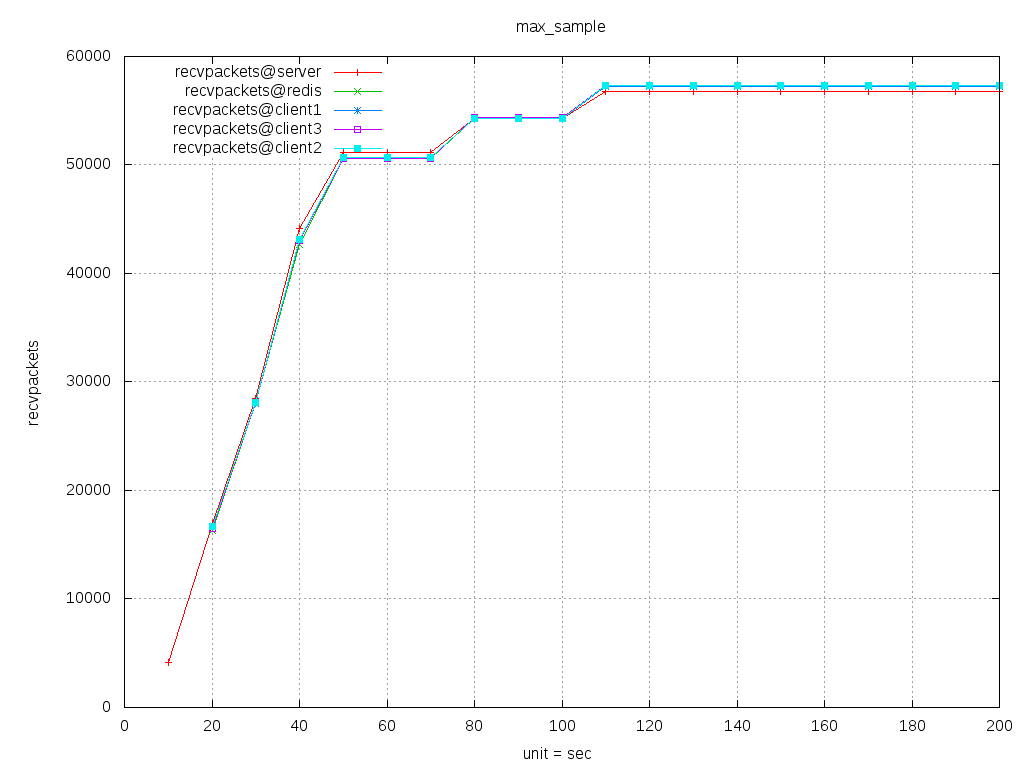 max_sample
60000
50000
40000
30000
20000
10000
0
recvpackets
recvpackets@server
recvpackets@redis
recvpackets@client1
recvpackets@client3
recvpackets@client2
0 20 40 60 80 100 120 140 160 180 200
unit = sec